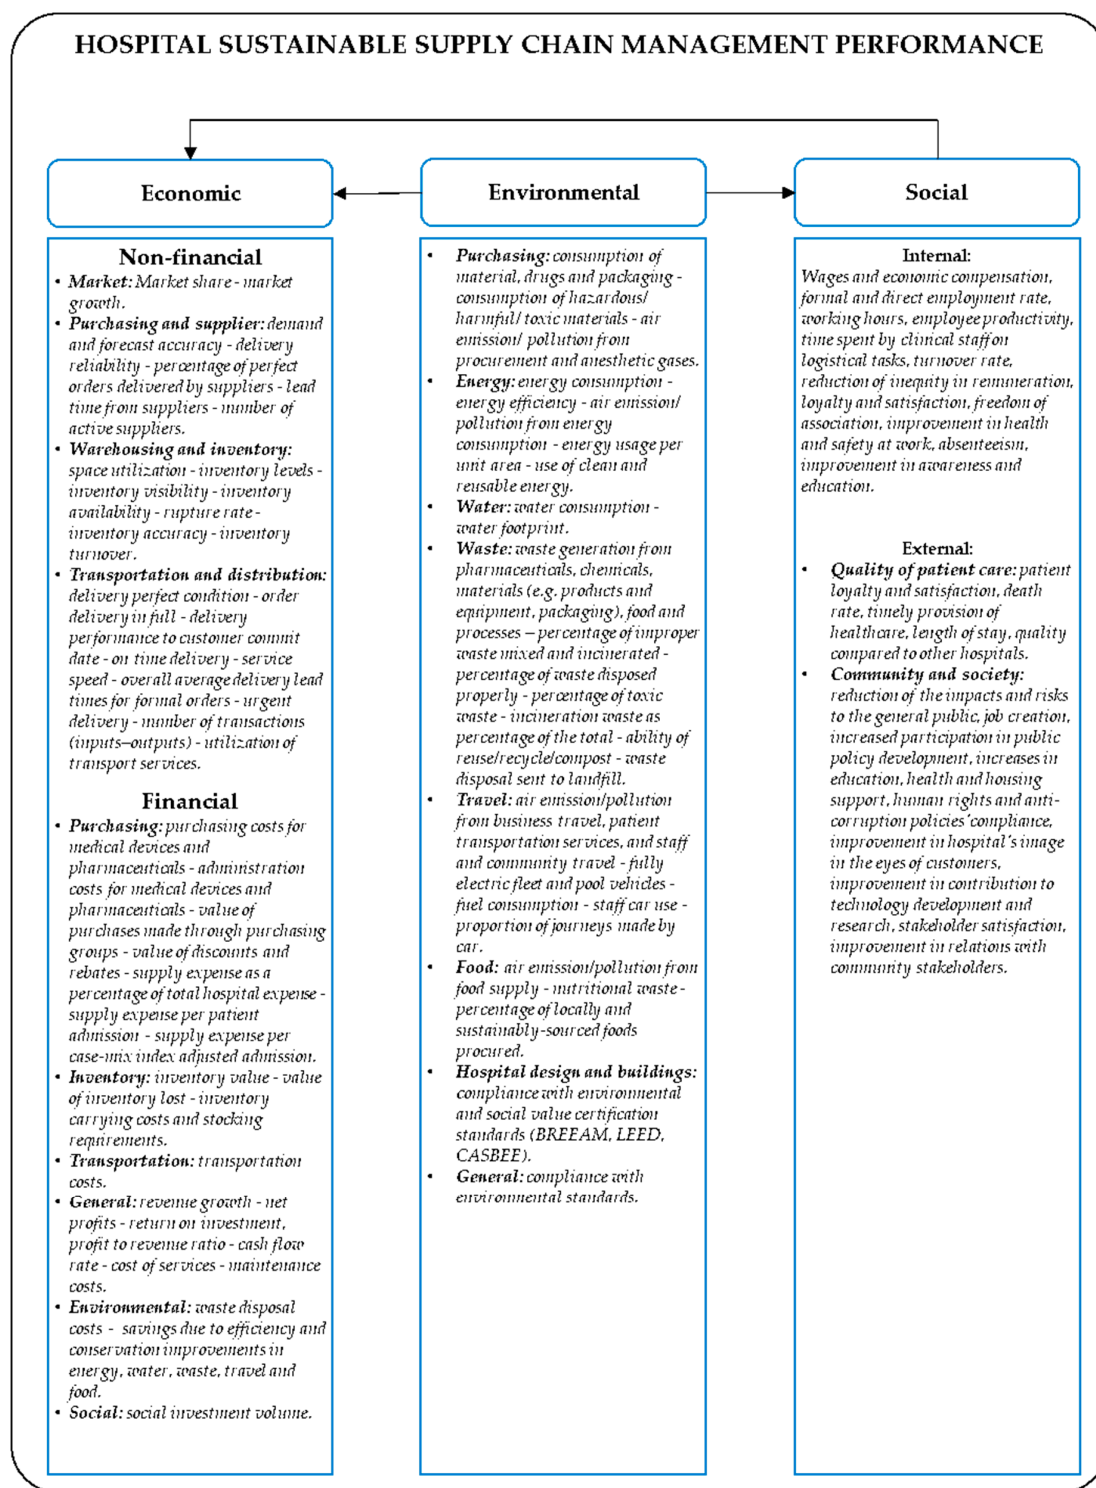 HOSPITAL SUSTAINABLE SUPPLY CHAIN MANAGEMENT PERFORMANCE
Economic
Environmental
Social
Non-financial
• Market: Market share - market
growth.
• Purchasing and supplier: demand
and forecast accuracy - delivery
reliability - percentage of perfect
orders delivered by suppliers - lead
time from suppliers - number of
active suppliers.
• Warehousing and inventory:
space utilization - inventory levels -
inventory visibility - inventory
availability - rupture rate -
inventory accuracy - inventory
turnover.
• Transportation and distribution:
delivery perfect condition - order
delivery in full - delivery
performance to customer commit
date - on time delivery - service
speed - overall average delivery lead
times for formal orders - urgent
delivery - number of transactions
(inputs–outputs) - utilization of
transport services.
Financial
• Purchasing: purchasing costs for
medical devices and
pharmaceuticals - administration
costs for medical devices and
pharmaceuticals - value of
purchases made through purchasing
groups - value of discounts and
rebates - supply expense as a
percentage of total hospital expense -
supply expense per patient
admission - supply expense per
case-mix index adjusted admission.
• Inventory: inventory value - value
of inventory lost - inventory
carrying costs and stocking
requirements.
• Transportation: transportation
costs.
• General: revenue growth - net
profits - return on investment,
profit to revenue ratio - cash flow
rate - cost of services - maintenance
costs.
• Environmental: waste disposal
costs - savings due to efficiency and
conservation improvements in
energy, water, waste, travel and
food.
• Social: social investment volume.
• Purchasing: consumption of
material, drugs and packaging -
consumption of hazardous/
harmful/ toxic materials - air
emission/ pollution from
procurement and anesthetic gases.
• Energy: energy consumption -
energy efficiency - air emission/
pollution from energy
consumption - energy usage per
unit area - use of clean and
reusable energy.
• Water: water consumption -
water footprint.
• Waste: waste generation from
pharmaceuticals, chemicals,
materials (e.g. products and
equipment, packaging), food and
processes – percentage of improper
waste mixed and incinerated -
percentage of waste disposed
properly - percentage of toxic
waste - incineration waste as
percentage of the total - ability of
reuse/recycle/compost - waste
disposal sent to landfill.
• Travel: air emission/pollution
from business travel, patient
transportation services, and staff
and community travel - fully
electric fleet and pool vehicles -
fuel consumption - staff car use -
proportion of journeys made by
car.
• Food: air emission/pollution from
food supply - nutritional waste -
percentage of locally and
sustainably-sourced foods
procured.
• Hospital design and buildings:
compliance with environmental
and social value certification
standards (BREEAM, LEED,
CASBEE).
• General: compliance with
environmental standards.
Internal:
Wages and economic compensation,
formal and direct employment rate,
working hours, employee productivity,
time spent by clinical staff on
logistical tasks, turnover rate,
reduction of inequity in remuneration,
loyalty and satisfaction, freedom of
association, improvement in health
and safety at work, absenteeism,
improvement in awareness and
education.
External:
• Quality of patient care: patient
loyalty and satisfaction, death
rate, timely provision of
healthcare, length of stay, quality
compared to other hospitals.
• Community and society:
reduction of the impacts and risks
to the general public, job creation,
increased participation in public
policy development, increases in
education, health and housing
support, human rights and anti-
corruption policies´compliance,
improvement in hospital´s image
in the eyes of customers,
improvement in contribution to
technology development and
research, stakeholder satisfaction,
improvement in relations with
community stakeholders.